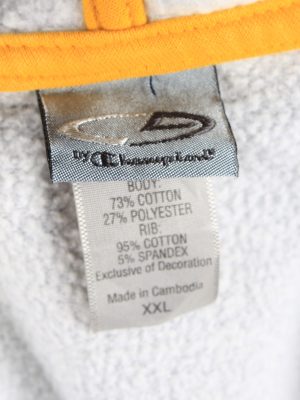 BY Champion®
BODY:
73% COTTON
27% POLYESTER
RIB:
95% COTTON
5% SPANDEX
Exclusive of Decoration
Made in Cambodia
XXL